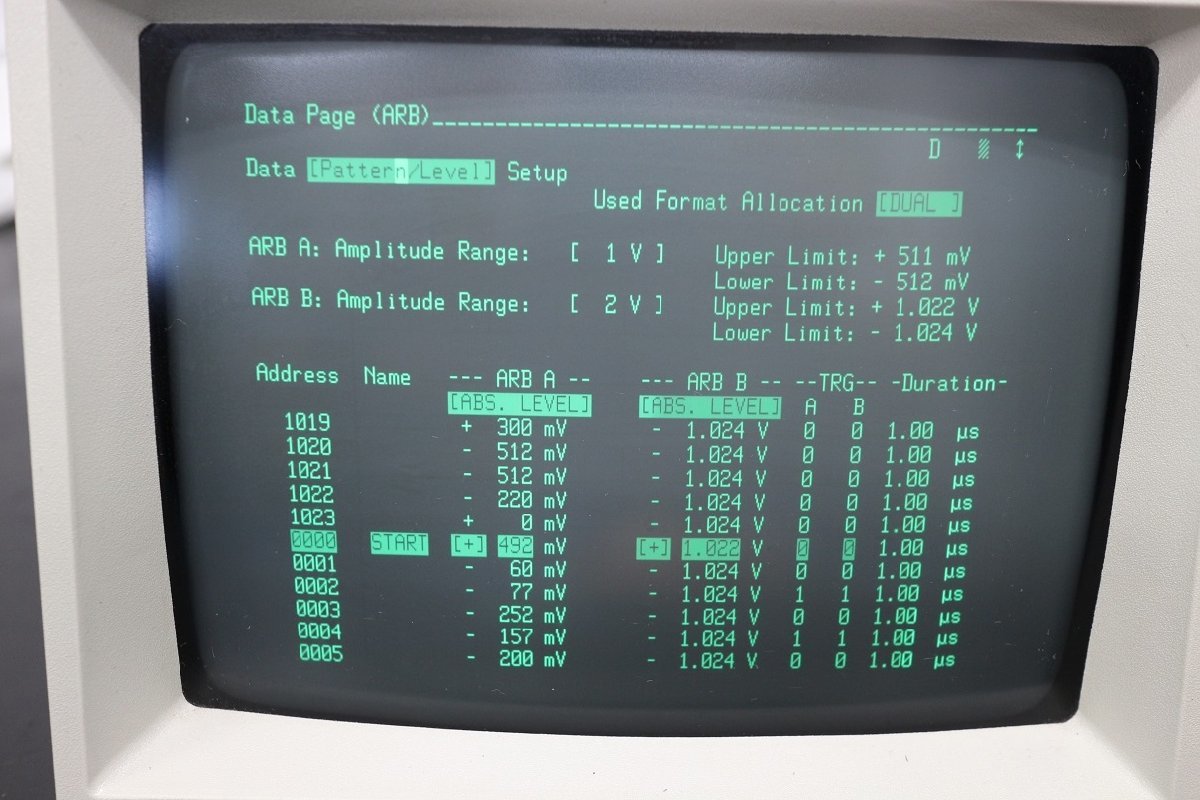 Data Page (ARB)
D ↕
Data [Pattern/Level] Setup
Used Format Allocation [DUAL ]
ARB A: Amplitude Range: [ 1 V ] Upper Limit: + 511 mV
Lower Limit: - 512 mV
ARB B: Amplitude Range: [ 2 V ] Upper Limit: + 1.022 V
Lower Limit: - 1.024 V
Address Name --- ARB A -- --- ARB B -- --TRG-- -Duration-
[ABS. LEVEL] [ABS. LEVEL] A B
1019 + 300 mV - 1.024 V 0 0 1.00 µs
1020 - 512 mV - 1.024 V 0 0 1.00 µs
1021 - 512 mV - 1.024 V 0 0 1.00 µs
1022 - 220 mV - 1.024 V 0 0 1.00 µs
1023 + 0 mV - 1.024 V 0 0 1.00 µs
0000 START [+] 492 mV [+] 1.022 V 0 0 1.00 µs
0001 - 60 mV - 1.024 V 0 0 1.00 µs
0002 - 77 mV - 1.024 V 1 1 1.00 µs
0003 - 252 mV - 1.024 V 0 0 1.00 µs
0004 - 157 mV - 1.024 V 1 1 1.00 µs
0005 - 200 mV - 1.024 V 0 0 1.00 µs